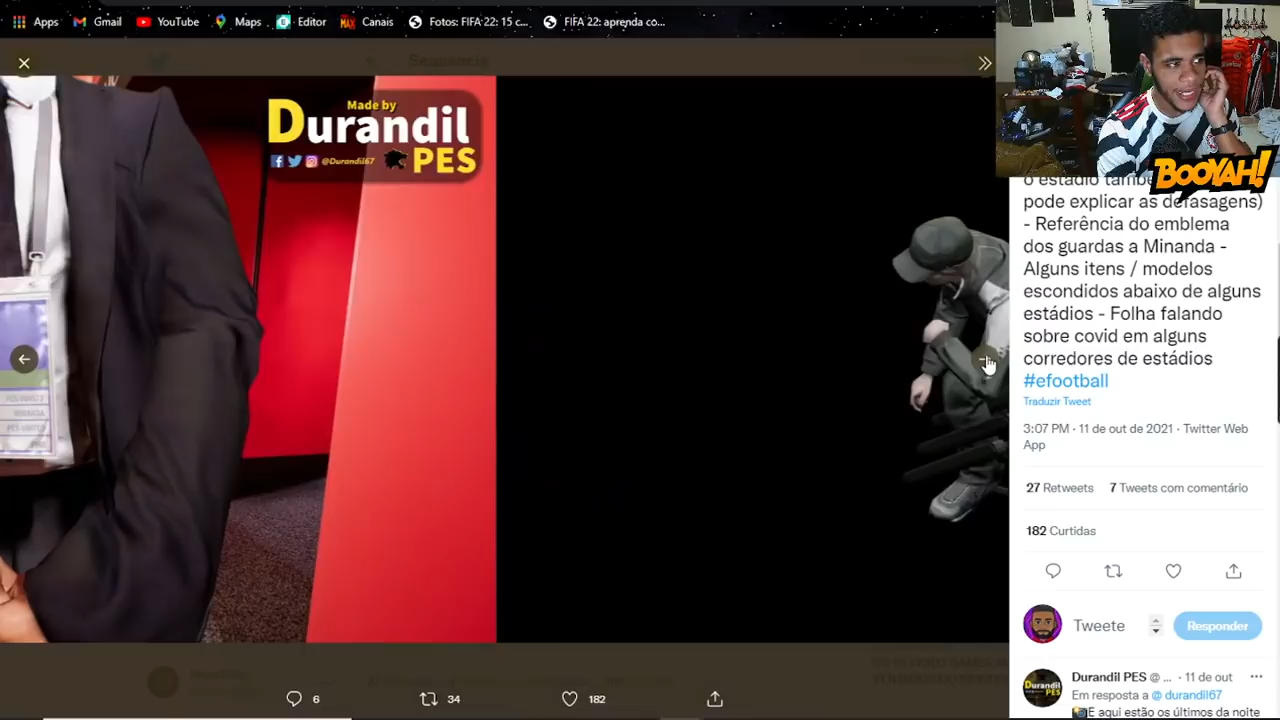 Apps Gmail YouTube Maps Editor Canais Fotos: FIFA 22: 15 c... FIFA 22: aprenda co...
Sequência
Made by
Durandil
@Durandil67 PES
BOOYAH!
o estádio também
pode explicar as defasagens)
- Referência do emblema
dos guardas a Minanda -
Alguns itens / modelos
escondidos abaixo de alguns
estádios - Folha falando
sobre covid em alguns
corredores de estádios
#efootball
Traduzir Tweet
3:07 PM · 11 de out de 2021 · Twitter Web
App
27 Retweets 7 Tweets com comentário
182 Curtidas
Tweete Responder
Durandil PES @ ... · 11 de out
Em resposta a @ durandil67
E aqui estão os últimos da noite
6 34 182